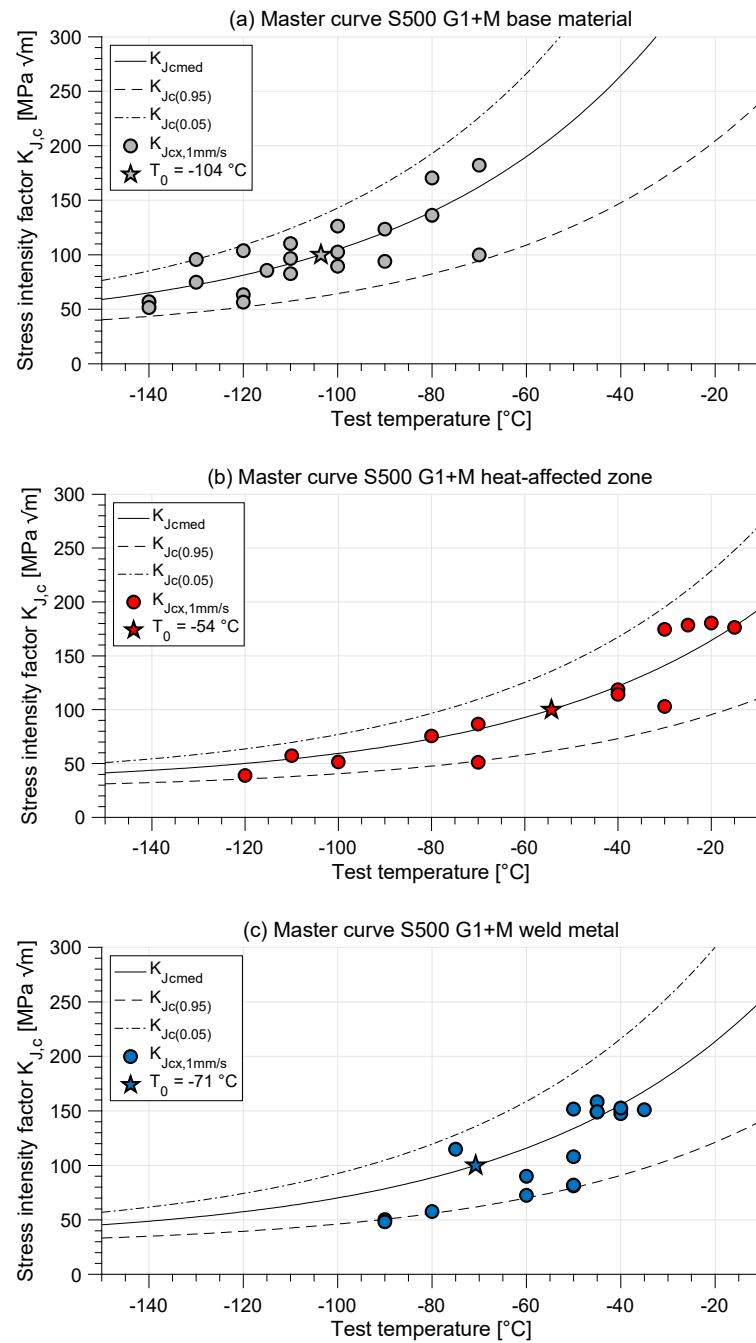 (a) Master curve S500 G1+M base material
Stress intensity factor K_J,c [MPa √m]
300
250
200
150
100
50
0
K_Jcmed
K_Jc(0.95)
K_Jc(0.05)
K_Jcx,1mm/s
T_0 = -104 °C
-140 -120 -100 -80 -60 -40 -20
Test temperature [°C]
(b) Master curve S500 G1+M heat-affected zone
Stress intensity factor K_J,c [MPa √m]
300
250
200
150
100
50
0
K_Jcmed
K_Jc(0.95)
K_Jc(0.05)
K_Jcx,1mm/s
T_0 = -54 °C
-140 -120 -100 -80 -60 -40 -20
Test temperature [°C]
(c) Master curve S500 G1+M weld metal
Stress intensity factor K_J,c [MPa √m]
300
250
200
150
100
50
0
K_Jcmed
K_Jc(0.95)
K_Jc(0.05)
K_Jcx,1mm/s
T_0 = -71 °C
-140 -120 -100 -80 -60 -40 -20
Test temperature [°C]